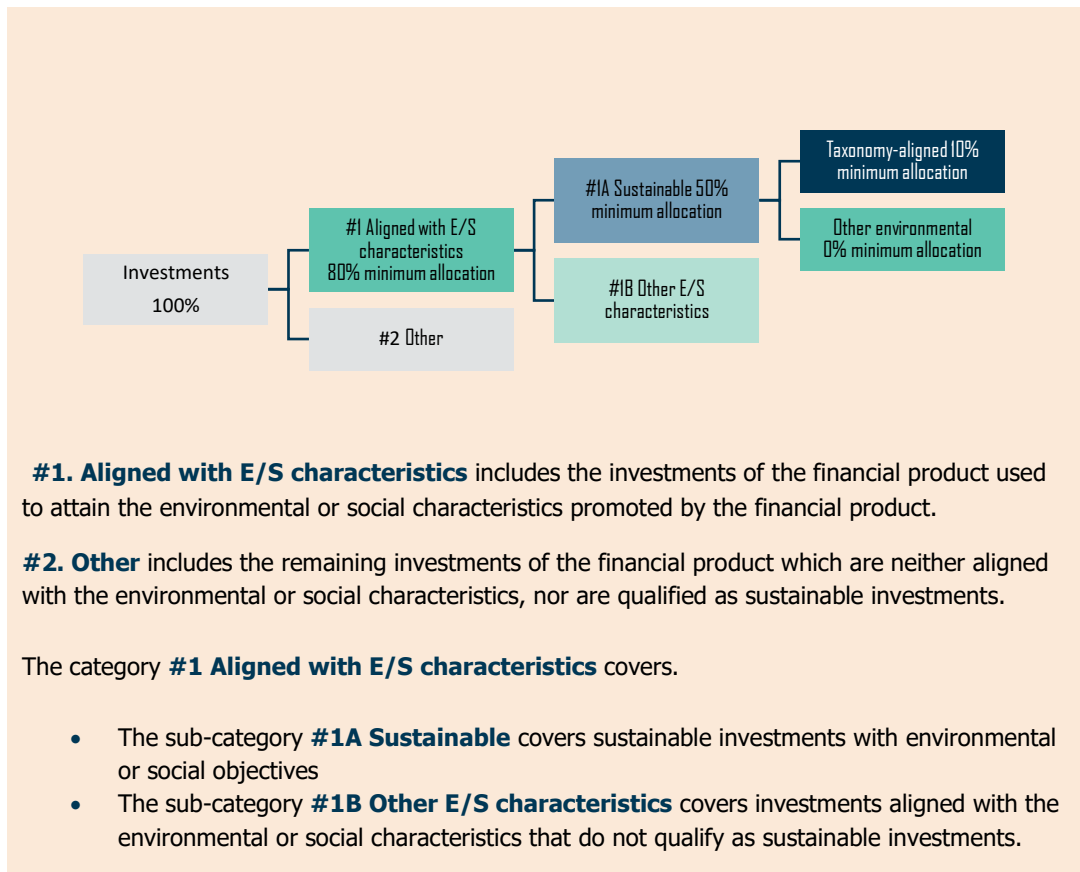 Investments
100%
#1 Aligned with E/S
characteristics
80% minimum allocation
#2 Other
#1A Sustainable 50%
minimum allocation
#1B Other E/S
characteristics
Taxonomy-aligned 10%
minimum allocation
Other environmental
0% minimum allocation
#1. Aligned with E/S characteristics includes the investments of the financial product used
to attain the environmental or social characteristics promoted by the financial product.
#2. Other includes the remaining investments of the financial product which are neither aligned
with the environmental or social characteristics, nor are qualified as sustainable investments.
The category #1 Aligned with E/S characteristics covers.
• The sub-category #1A Sustainable covers sustainable investments with environmental
or social objectives
• The sub-category #1B Other E/S characteristics covers investments aligned with the
environmental or social characteristics that do not qualify as sustainable investments.